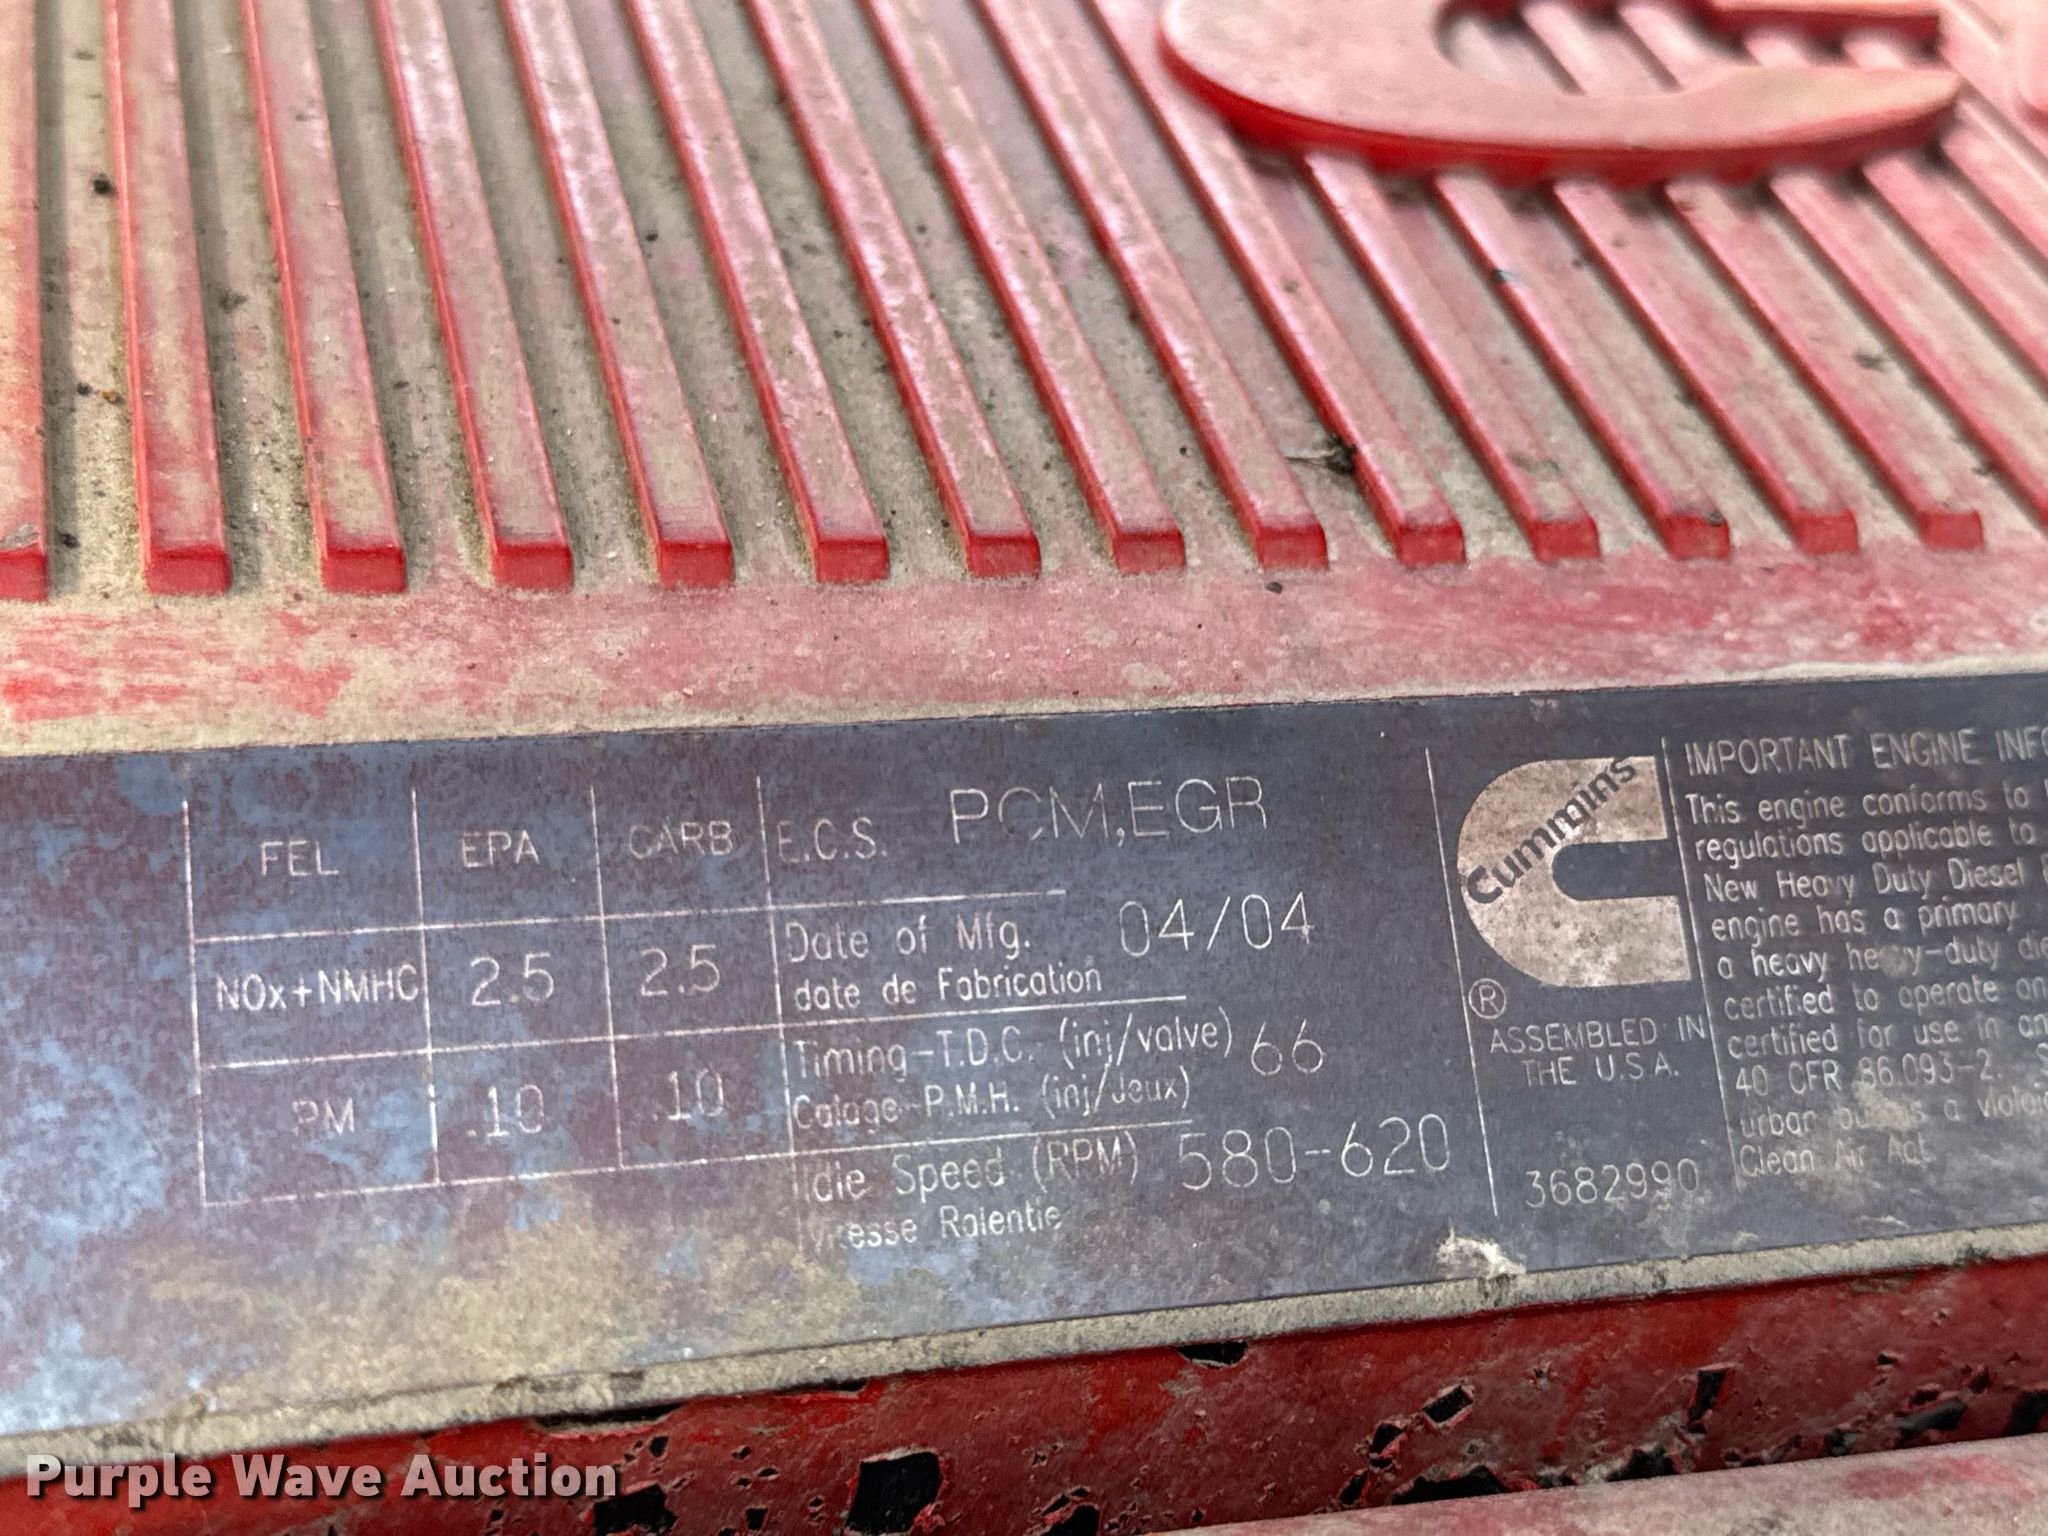 FEL EPA CARB
NOx+NMHC 2.5 2.5
PM .10 .10
E.C.S. PCM,EGR
Date of Mfg. 04/04
date de Fabrication
Timing-T.D.C. (inj/valve) 66
Calage-P.M.H. (inj/Jeux)
Idle Speed (RPM) 580-620
Vitesse Ralentie
Cummins
®
ASSEMBLED IN
THE U.S.A.
3682990
IMPORTANT ENGINE
This engine conforms to
regulations applicable to
New Heavy Duty Diesel
engine has a primary
a heavy heavy-duty
certified to operate
certified for use in
40 CFR 86.093-2.
urban bus is a
Clean Air Act
Purple Wave Auction